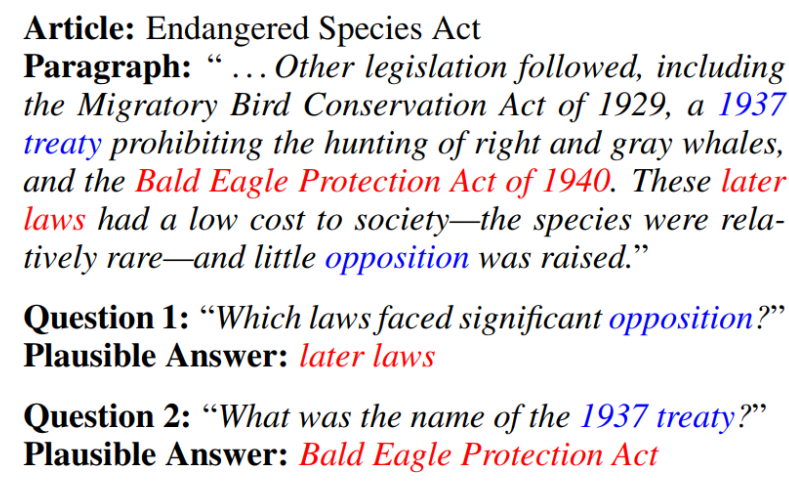 Article: Endangered Species Act
Paragraph: “ ... Other legislation followed, including
the Migratory Bird Conservation Act of 1929, a 1937
treaty prohibiting the hunting of right and gray whales,
and the Bald Eagle Protection Act of 1940. These later
laws had a low cost to society—the species were rela-
tively rare—and little opposition was raised.”
Question 1: “Which laws faced significant opposition?”
Plausible Answer: later laws
Question 2: “What was the name of the 1937 treaty?”
Plausible Answer: Bald Eagle Protection Act